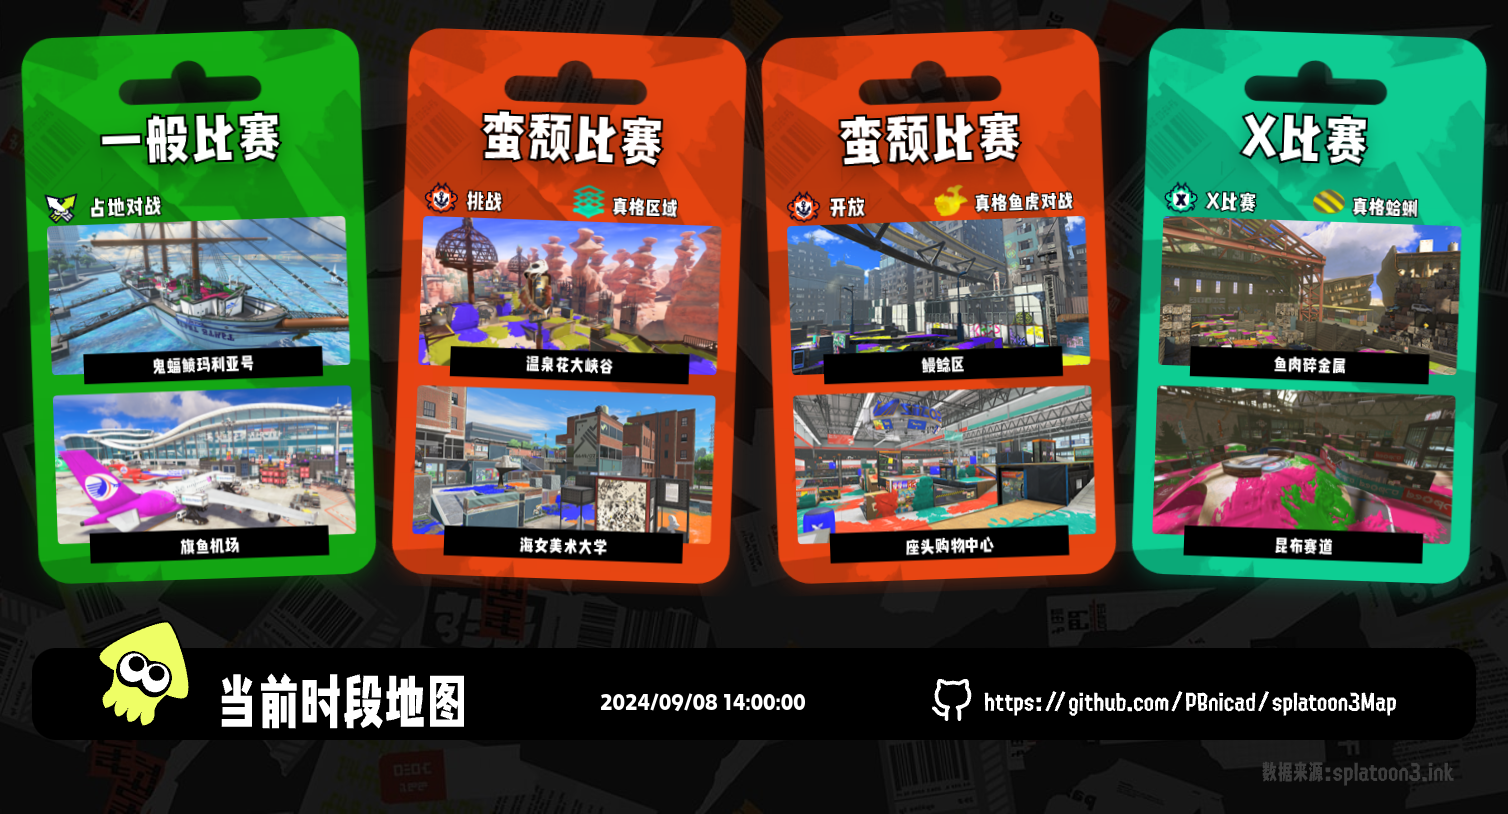 一般比赛
占地对战
鬼蝠鲼玛利亚号
旗鱼机场
蛮颓比赛
挑战
真格区域
温泉花大峡谷
海女美术大学
蛮颓比赛
开放
真格鱼虎对战
鳗鲶区
座头购物中心
X比赛
X比赛
真格蛤蜊
鱼肉碎金属
昆布赛道
当前时段地图
2024/09/08 14:00:00
https://github.com/PBnicad/splatoon3Map
数据来源:splatoon3.ink